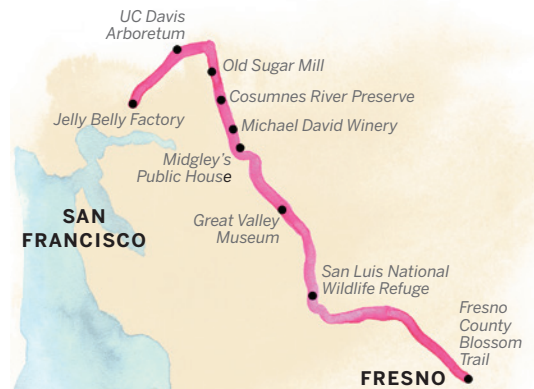 UC Davis
Arboretum
Old Sugar Mill
Cosumnes River Preserve
Jelly Belly Factory
Michael David Winery
Midgley's
Public House
SAN
FRANCISCO
Great Valley
Museum
San Luis National
Wildlife Refuge
Fresno
County
Blossom
Trail
FRESNO